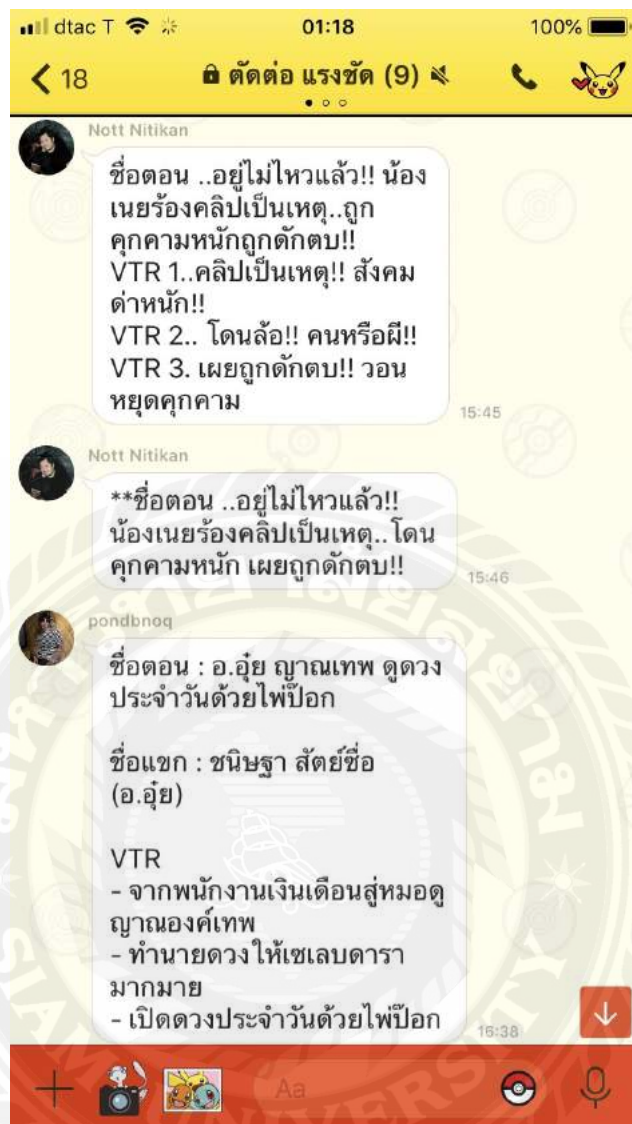 dtac T 01:18 100%
18 ตัดต่อ แรงชัด (9)
Nott Nitikan
ชื่อตอน ..อยู่ไม่ไหวแล้ว!! น้อง
เนยร้องคลิปเป็นเหตุ..ถูก
คุกคามหนักถูกดักตบ!!
VTR 1..คลิปเป็นเหตุ!! สังคม
ด่าหนัก!!
VTR 2.. โดนล้อ!! คนหรือผี!!
VTR 3. เผยถูกดักตบ!! วอน
หยุดคุกคาม
15:45
Nott Nitikan
**ชื่อตอน ..อยู่ไม่ไหวแล้ว!!
น้องเนยร้องคลิปเป็นเหตุ..โดน
คุกคามหนัก เผยถูกดักตบ!!
15:46
pondbnoq
ชื่อตอน : อ.อุ๋ย ญาณเทพ ดูดวง
ประจำวันด้วยไพ่ป๊อก
ชื่อแขก : ชนิษฐา สัตย์ซื่อ
(อ.อุ๋ย)
VTR
- จากพนักงานเงินเดือนสู่หมอดู
ญาณองค์เทพ
- ทำนายดวงให้เซเลบดารา
มากมาย
- เปิดดวงประจำวันด้วยไพ่ป๊อก
16:38
Aa
มหาวิทยาลัยสยาม
SIAM UNIVERSITY